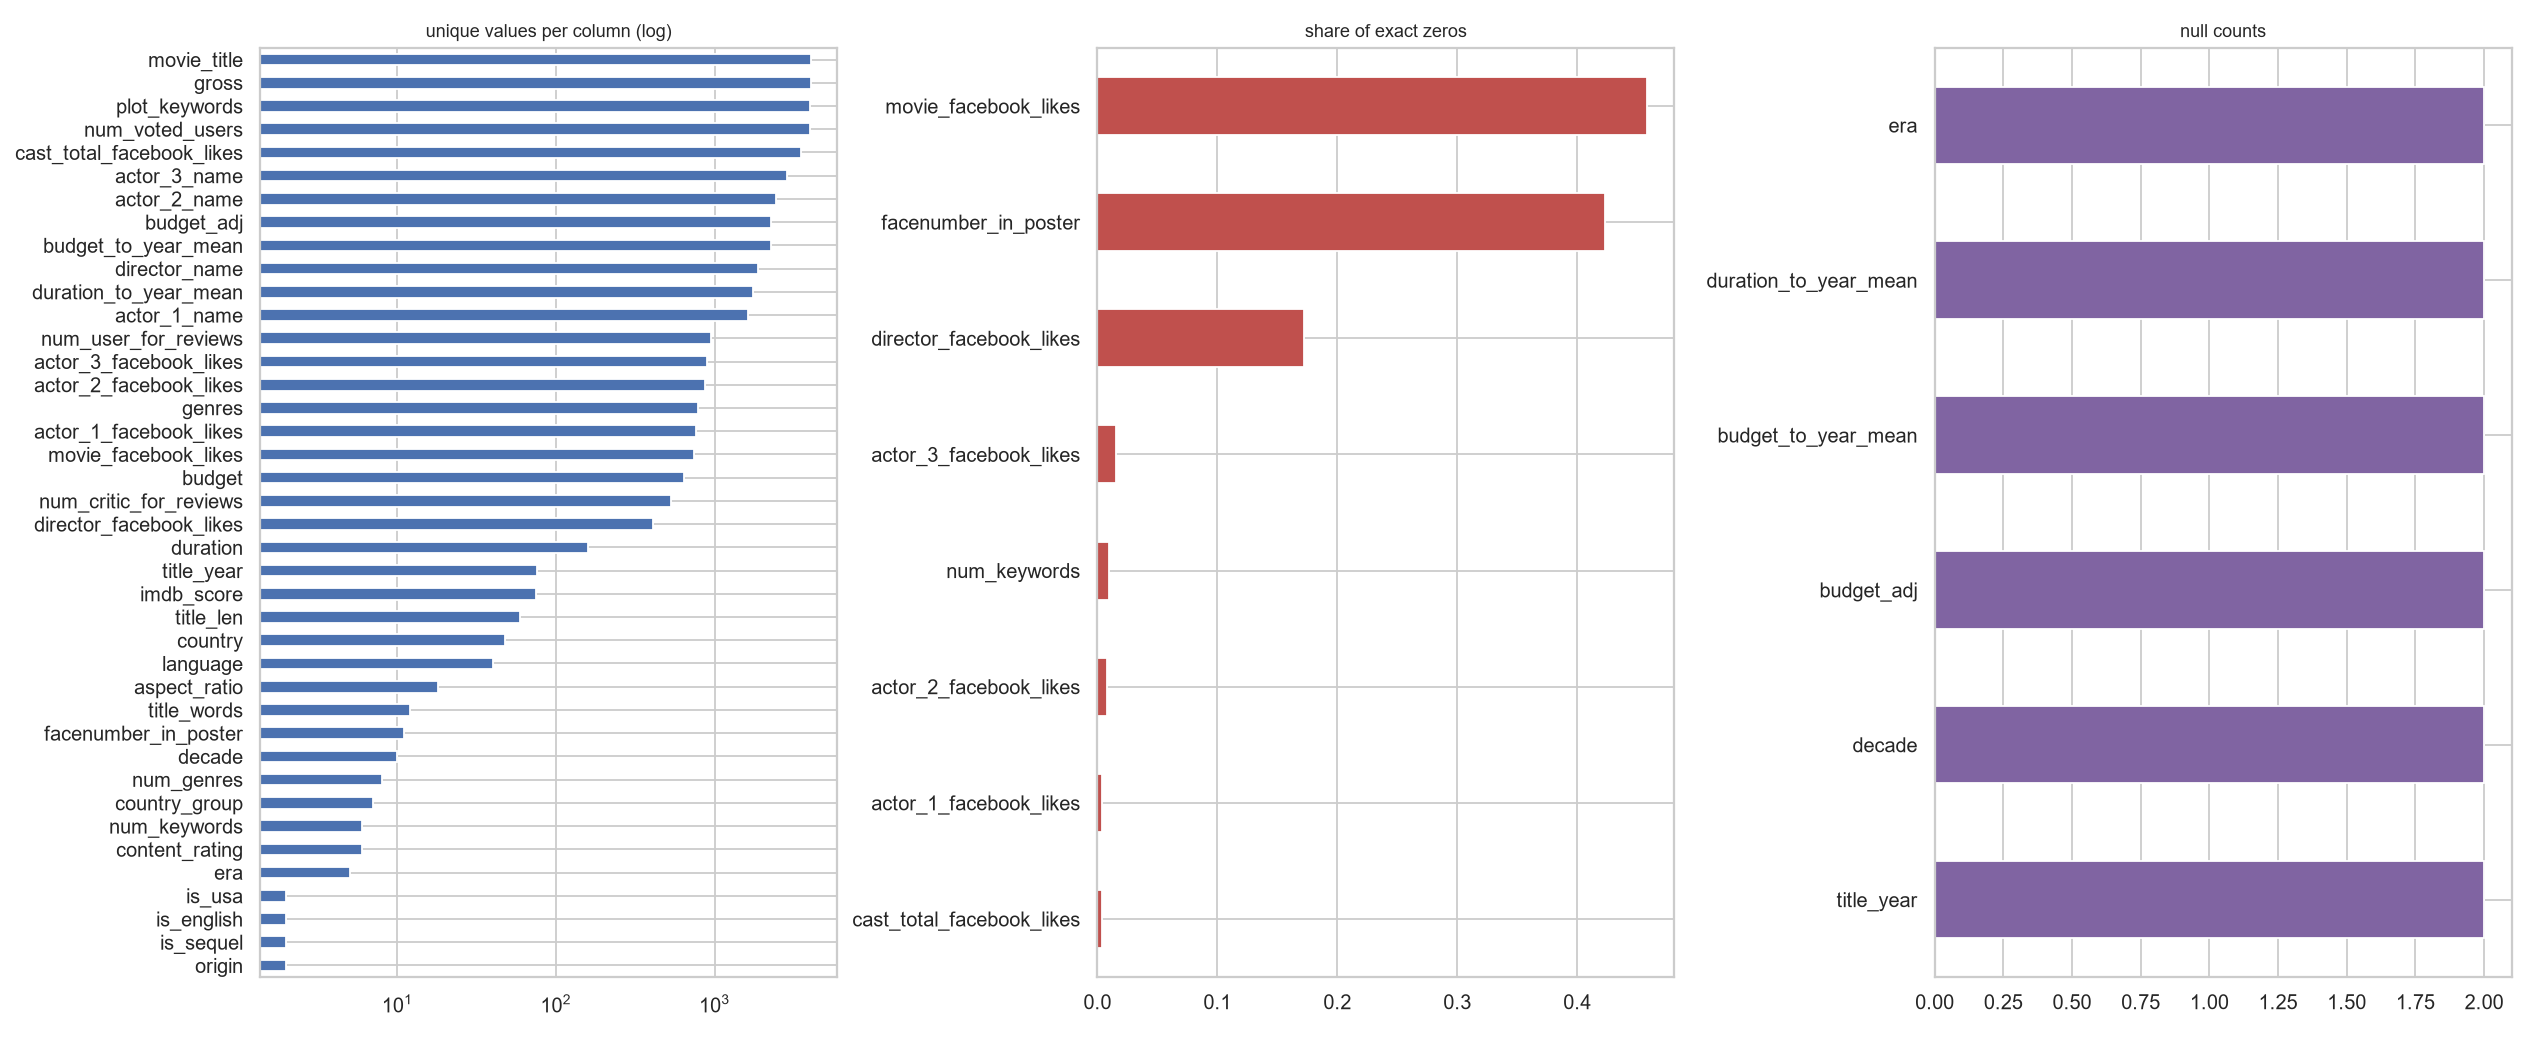 unique values per column (log)
movie_title
gross
plot_keywords
num_voted_users
cast_total_facebook_likes
actor_3_name
actor_2_name
budget_adj
budget_to_year_mean
director_name
duration_to_year_mean
actor_1_name
num_user_for_reviews
actor_3_facebook_likes
actor_2_facebook_likes
genres
actor_1_facebook_likes
movie_facebook_likes
budget
num_critic_for_reviews
director_facebook_likes
duration
title_year
imdb_score
title_len
country
language
aspect_ratio
title_words
facenumber_in_poster
decade
num_genres
country_group
num_keywords
content_rating
era
is_usa
is_english
is_sequel
origin
10¹ 10² 10³
share of exact zeros
movie_facebook_likes
facenumber_in_poster
director_facebook_likes
actor_3_facebook_likes
num_keywords
actor_2_facebook_likes
actor_1_facebook_likes
cast_total_facebook_likes
0.0 0.1 0.2 0.3 0.4
null counts
era
duration_to_year_mean
budget_to_year_mean
budget_adj
decade
title_year
0.00 0.25 0.50 0.75 1.00 1.25 1.50 1.75 2.00